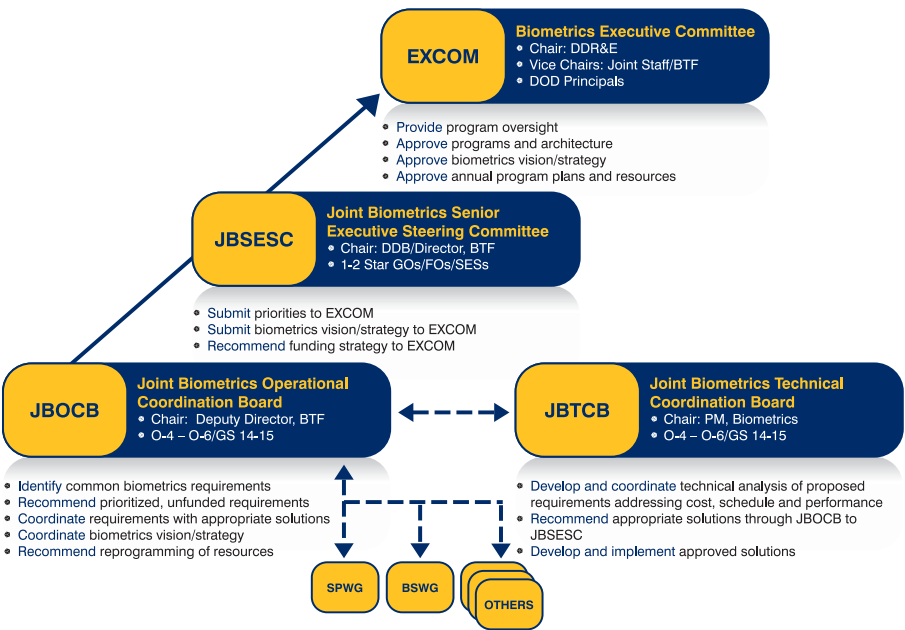 EXCOM
Biometrics Executive Committee
• Chair: DDR&E
• Vice Chairs: Joint Staff/BTF
• DOD Principals
• Provide program oversight
• Approve programs and architecture
• Approve biometrics vision/strategy
• Approve annual program plans and resources
JBSESC
Joint Biometrics Senior
Executive Steering Committee
• Chair: DDB/Director, BTF
• 1-2 Star GOs/FOs/SESs
• Submit priorities to EXCOM
• Submit biometrics vision/strategy to EXCOM
• Recommend funding strategy to EXCOM
JBOCB
Joint Biometrics Operational
Coordination Board
• Chair: Deputy Director, BTF
• O-4 – O-6/GS 14-15
• Identify common biometrics requirements
• Recommend prioritized, unfunded requirements
• Coordinate requirements with appropriate solutions
• Coordinate biometrics vision/strategy
• Recommend reprogramming of resources
JBTCB
Joint Biometrics Technical
Coordination Board
• Chair: PM, Biometrics
• O-4 – O-6/GS 14-15
• Develop and coordinate technical analysis of proposed
requirements addressing cost, schedule and performance
• Recommend appropriate solutions through JBOCB to
JBSESC
• Develop and implement approved solutions
SPWG
BSWG
OTHERS